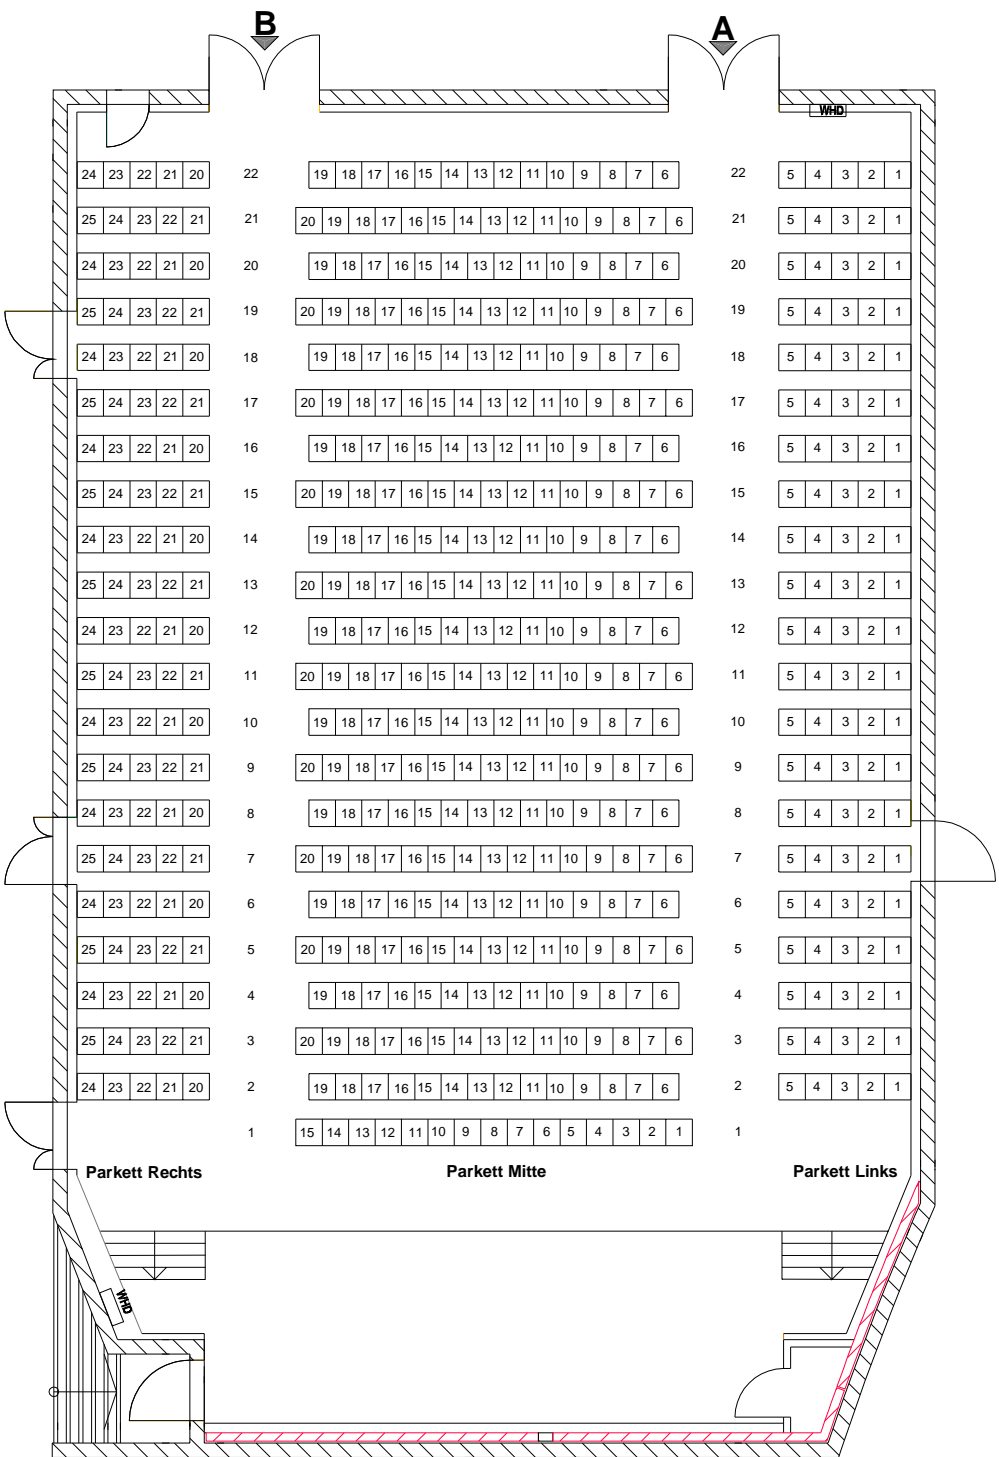 B A
WHD
24 23 22 21 20 22 19 18 17 16 15 14 13 12 11 10 9 8 7 6 22 5 4 3 2 1
25 24 23 22 21 21 20 19 18 17 16 15 14 13 12 11 10 9 8 7 6 21 5 4 3 2 1
24 23 22 21 20 20 19 18 17 16 15 14 13 12 11 10 9 8 7 6 20 5 4 3 2 1
25 24 23 22 21 19 20 19 18 17 16 15 14 13 12 11 10 9 8 7 6 19 5 4 3 2 1
24 23 22 21 20 18 19 18 17 16 15 14 13 12 11 10 9 8 7 6 18 5 4 3 2 1
25 24 23 22 21 17 20 19 18 17 16 15 14 13 12 11 10 9 8 7 6 17 5 4 3 2 1
24 23 22 21 20 16 19 18 17 16 15 14 13 12 11 10 9 8 7 6 16 5 4 3 2 1
25 24 23 22 21 15 20 19 18 17 16 15 14 13 12 11 10 9 8 7 6 15 5 4 3 2 1
24 23 22 21 20 14 19 18 17 16 15 14 13 12 11 10 9 8 7 6 14 5 4 3 2 1
25 24 23 22 21 13 20 19 18 17 16 15 14 13 12 11 10 9 8 7 6 13 5 4 3 2 1
24 23 22 21 20 12 19 18 17 16 15 14 13 12 11 10 9 8 7 6 12 5 4 3 2 1
25 24 23 22 21 11 20 19 18 17 16 15 14 13 12 11 10 9 8 7 6 11 5 4 3 2 1
24 23 22 21 20 10 19 18 17 16 15 14 13 12 11 10 9 8 7 6 10 5 4 3 2 1
25 24 23 22 21 9 20 19 18 17 16 15 14 13 12 11 10 9 8 7 6 9 5 4 3 2 1
24 23 22 21 20 8 19 18 17 16 15 14 13 12 11 10 9 8 7 6 8 5 4 3 2 1
25 24 23 22 21 7 20 19 18 17 16 15 14 13 12 11 10 9 8 7 6 7 5 4 3 2 1
24 23 22 21 20 6 19 18 17 16 15 14 13 12 11 10 9 8 7 6 6 5 4 3 2 1
25 24 23 22 21 5 20 19 18 17 16 15 14 13 12 11 10 9 8 7 6 5 5 4 3 2 1
24 23 22 21 20 4 19 18 17 16 15 14 13 12 11 10 9 8 7 6 4 5 4 3 2 1
25 24 23 22 21 3 20 19 18 17 16 15 14 13 12 11 10 9 8 7 6 3 5 4 3 2 1
24 23 22 21 20 2 19 18 17 16 15 14 13 12 11 10 9 8 7 6 2 5 4 3 2 1
1 15 14 13 12 11 10 9 8 7 6 5 4 3 2 1 1
Parkett Rechts Parkett Mitte Parkett Links
WHD